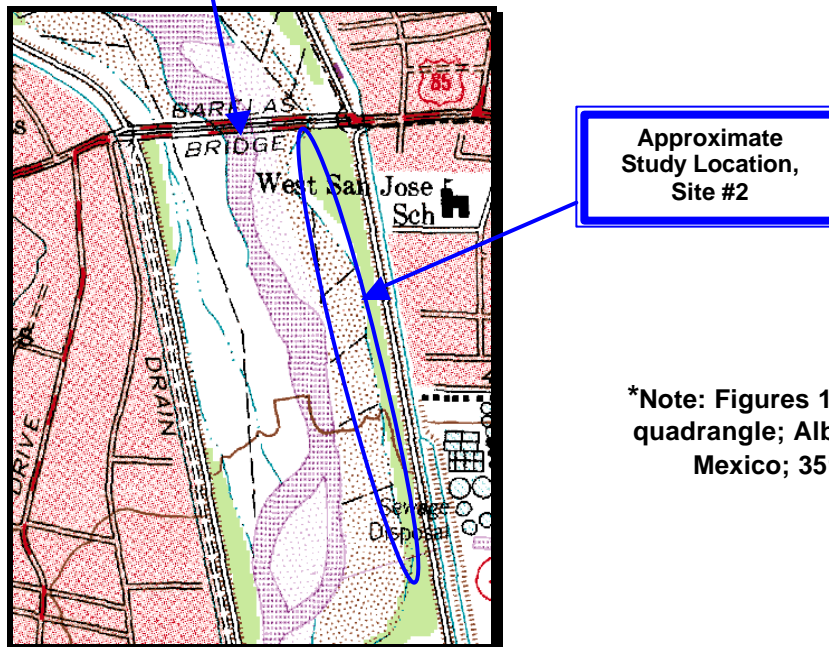 85
BARELAS
BRIDGE
s
West San Jose
Sch
DRAIN
DRIVE
Sewage
Disposal
Approximate
Study Location,
Site #2
*Note: Figures 1
quadrangle; Alb
Mexico; 35